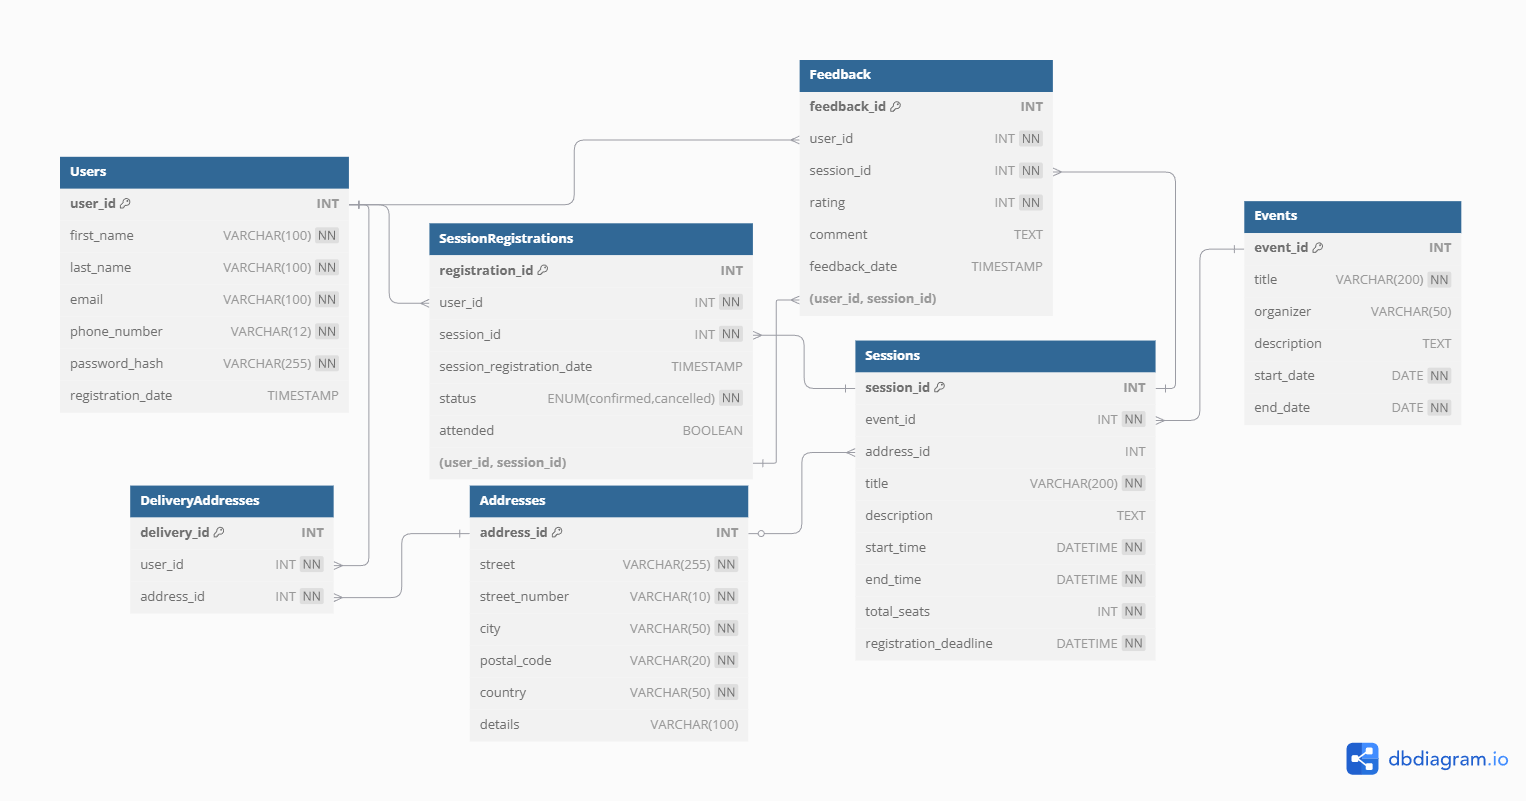 Feedback
feedback_id INT
user_id INT NN
session_id INT NN
rating INT NN
comment TEXT
feedback_date TIMESTAMP
(user_id, session_id)
Users
user_id INT
first_name VARCHAR(100) NN
last_name VARCHAR(100) NN
email VARCHAR(100) NN
phone_number VARCHAR(12) NN
password_hash VARCHAR(255) NN
registration_date TIMESTAMP
SessionRegistrations
registration_id INT
user_id INT NN
session_id INT NN
session_registration_date TIMESTAMP
status ENUM(confirmed,cancelled) NN
attended BOOLEAN
(user_id, session_id)
Events
event_id INT
title VARCHAR(200) NN
organizer VARCHAR(50)
description TEXT
start_date DATE NN
end_date DATE NN
Sessions
session_id INT
event_id INT NN
address_id INT
title VARCHAR(200) NN
description TEXT
start_time DATETIME NN
end_time DATETIME NN
total_seats INT NN
registration_deadline DATETIME NN
DeliveryAddresses
delivery_id INT
user_id INT NN
address_id INT NN
Addresses
address_id INT
street VARCHAR(255) NN
street_number VARCHAR(10) NN
city VARCHAR(50) NN
postal_code VARCHAR(20) NN
country VARCHAR(50) NN
details VARCHAR(100)
dbdiagram.io